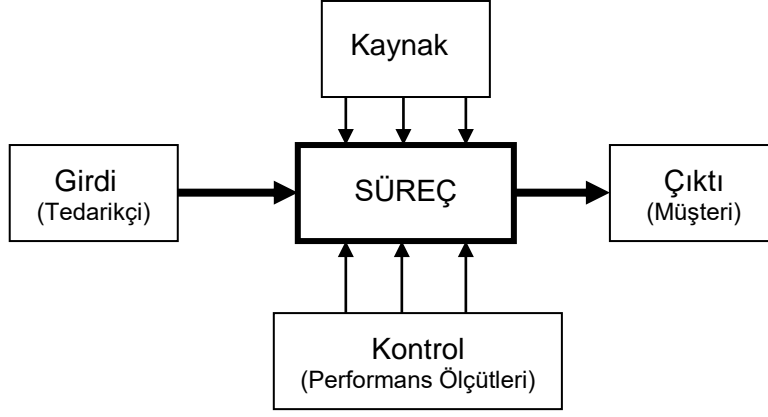 Kaynak
Girdi
(Tedarikçi)
SÜREÇ
Çıktı
(Müşteri)
Kontrol
(Performans Ölçütleri)